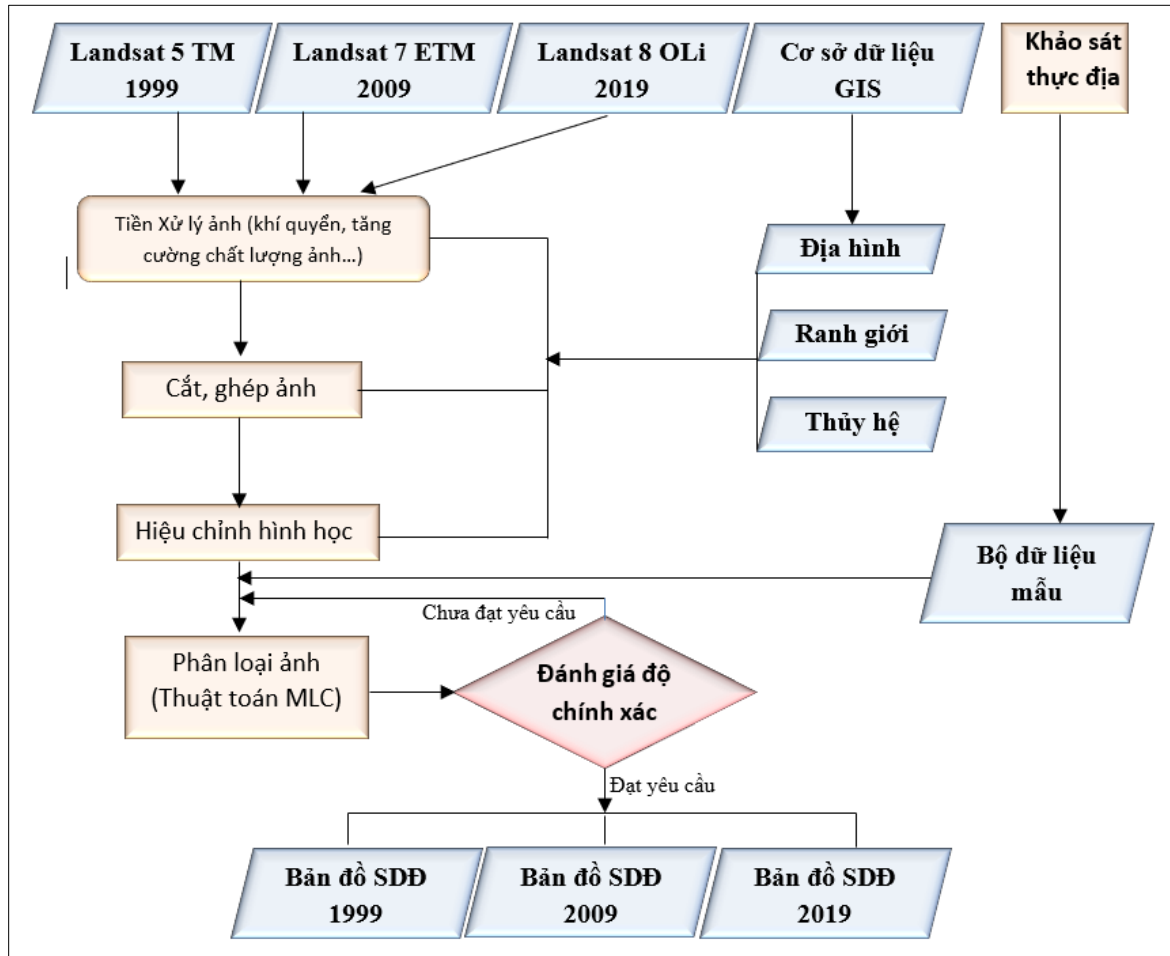 Landsat 5 TM
1999
Landsat 7 ETM
2009
Landsat 8 OLi
2019
Cơ sở dữ liệu
GIS
Khảo sát
thực địa
Tiền Xử lý ảnh (khí quyển, tăng
cường chất lượng ảnh...)
Địa hình
Ranh giới
Cắt, ghép ảnh
Thủy hệ
Hiệu chỉnh hình học
Bộ dữ liệu
mẫu
Chưa đạt yêu cầu
Phân loại ảnh
(Thuật toán MLC)
Đánh giá độ
chính xác
Đạt yêu cầu
Bản đồ SDĐ
1999
Bản đồ SDĐ
2009
Bản đồ SDĐ
2019